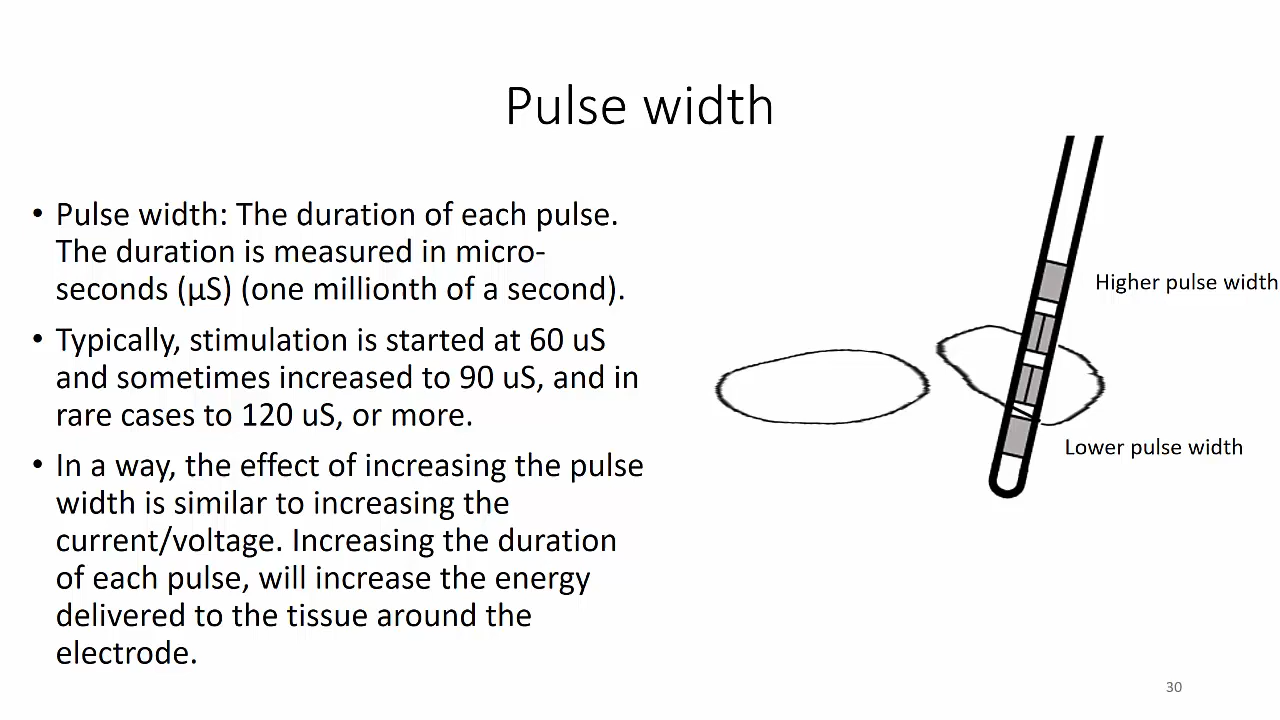 Pulse width
• Pulse width: The duration of each pulse.
The duration is measured in micro-
seconds (µS) (one millionth of a second).
• Typically, stimulation is started at 60 uS
and sometimes increased to 90 uS, and in
rare cases to 120 uS, or more.
• In a way, the effect of increasing the pulse
width is similar to increasing the
current/voltage. Increasing the duration
of each pulse, will increase the energy
delivered to the tissue around the
electrode.
Higher pulse width
Lower pulse width
30